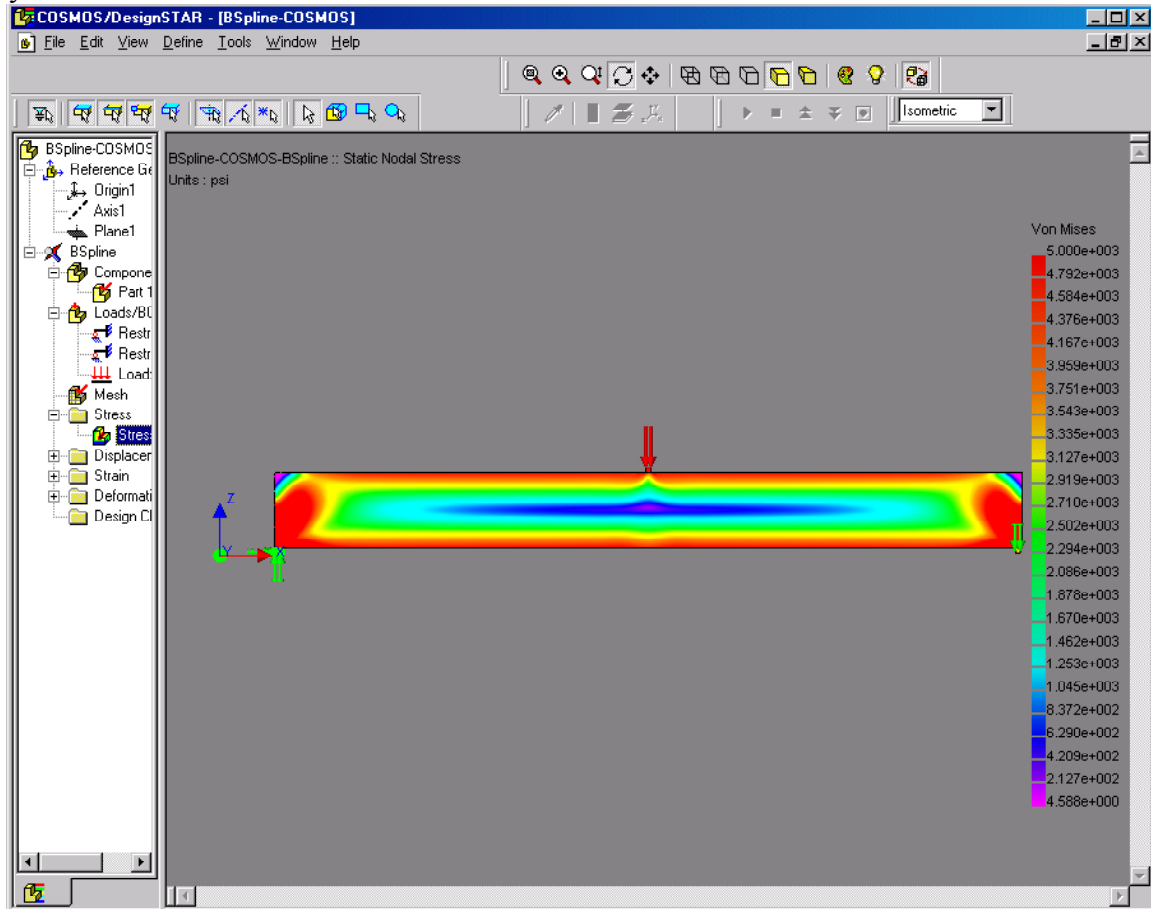 COSMOS/DesignSTAR - [BSpline-COSMOS]
File Edit View Define Tools Window Help
Isometric
BSpline-COSMOS
Reference Ge
Origin1
Axis1
Plane1
BSpline
Compone
Part 1
Loads/BC
Restr
Restr
Load:
Mesh
Stress
Stres
Displacer
Strain
Deformati
Design Cl
BSpline-COSMOS-BSpline :: Static Nodal Stress
Units : psi
Z
Y
X
Von Mises
5.000e+003
4.792e+003
4.584e+003
4.376e+003
4.167e+003
3.959e+003
3.751e+003
3.543e+003
3.335e+003
3.127e+003
2.919e+003
2.710e+003
2.502e+003
2.294e+003
2.086e+003
1.878e+003
1.670e+003
1.462e+003
1.253e+003
1.045e+003
8.372e+002
6.290e+002
4.209e+002
2.127e+002
4.588e+000